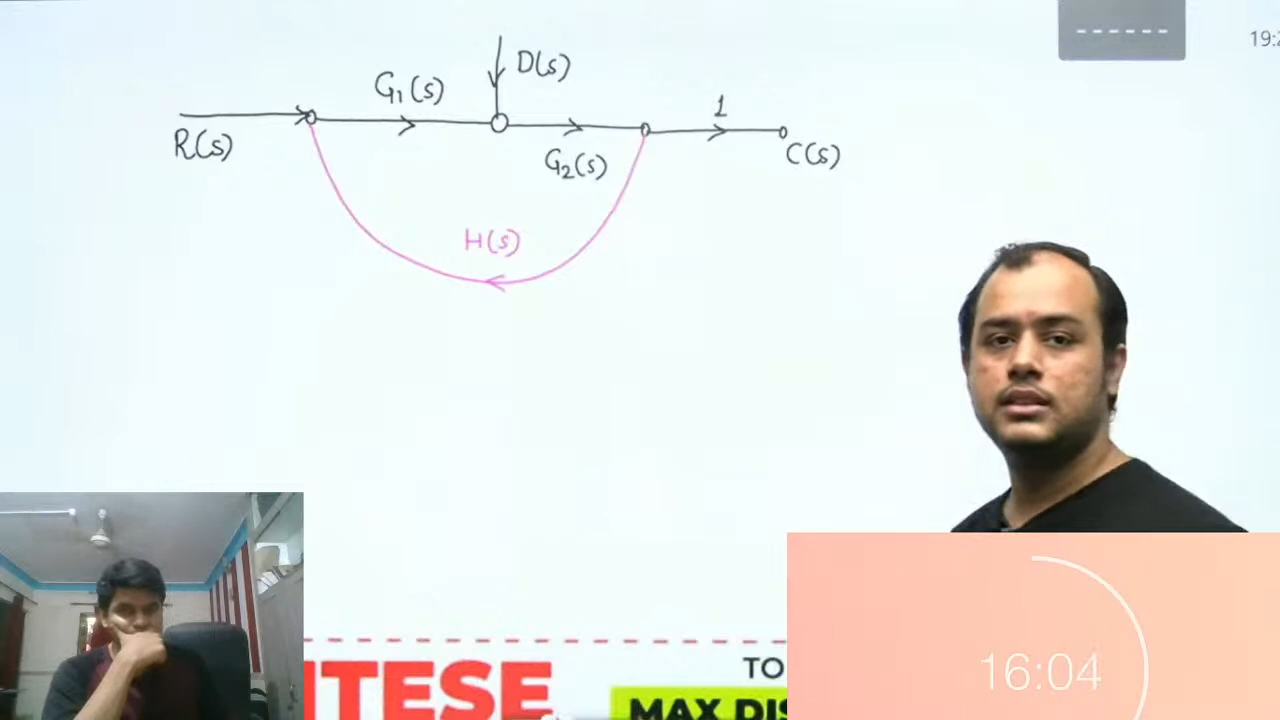 19:2
D(s)
G₁(s)
1
R(s)
G₂(s)
C(s)
H(s)
16:04
TO
MAX DIS